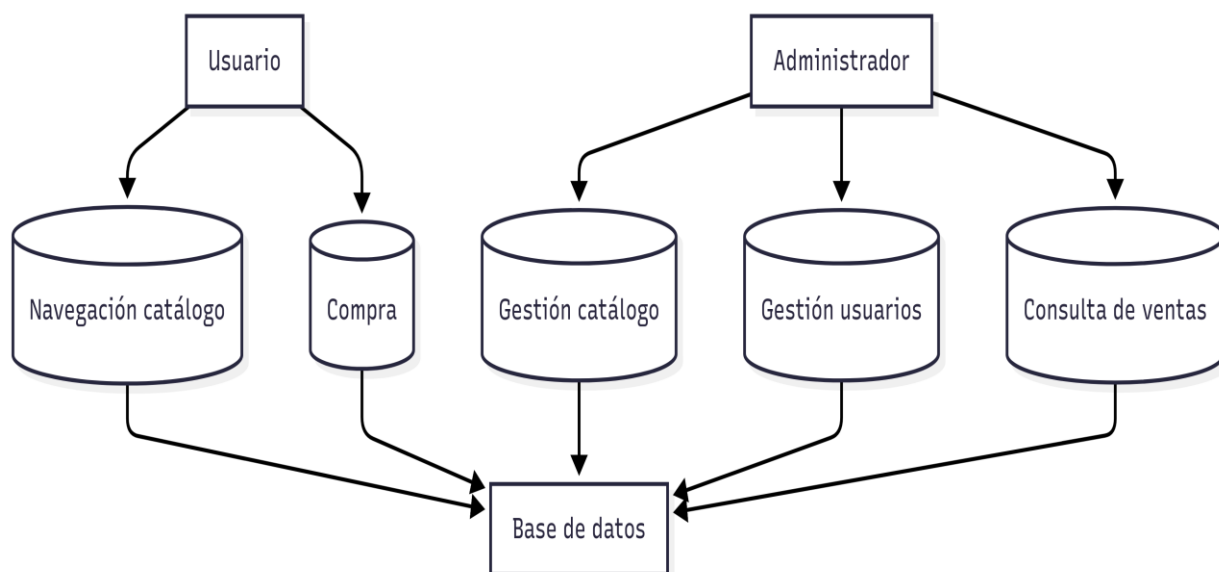 Usuario
Administrador
Navegación catálogo
Compra
Gestión catálogo
Gestión usuarios
Consulta de ventas
Base de datos